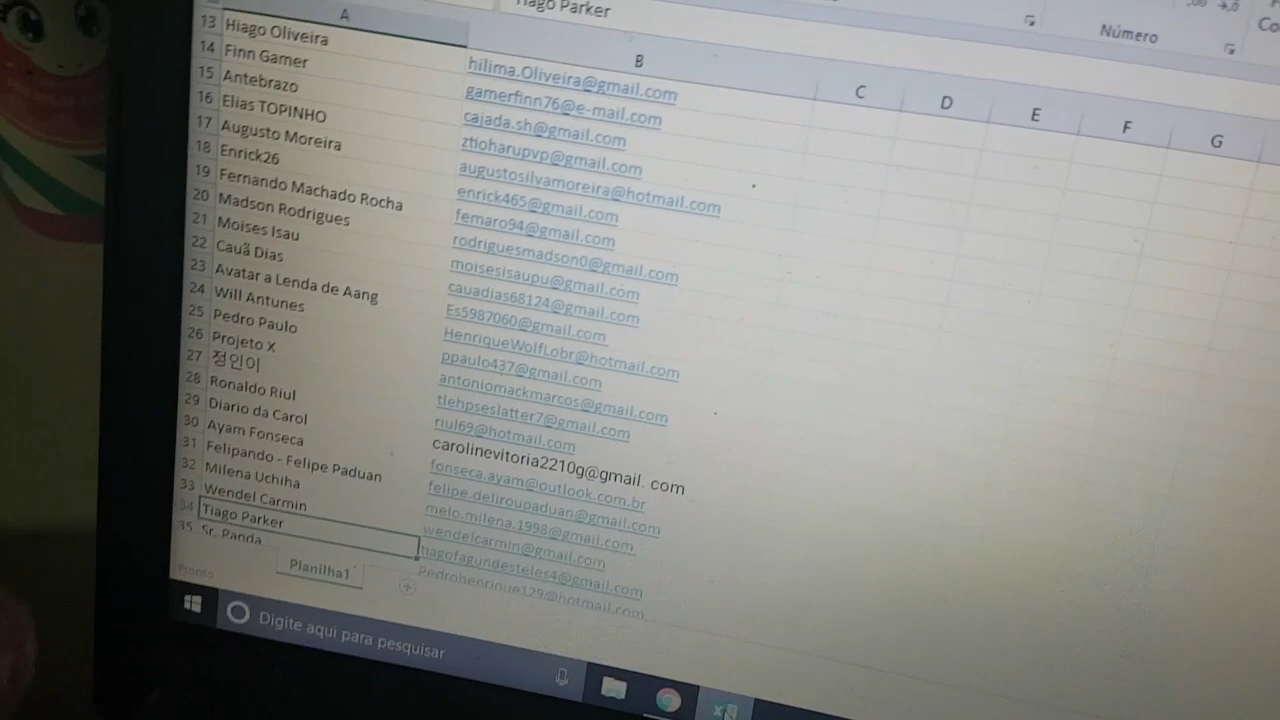 Tiago Parker
Número
A B C D E F G
13 Hiago Oliveira hilima.Oliveira@gmail.com
14 Finn Gamer gamerfinn76@e-mail.com
15 Antebrazo cajada.sh@gmail.com
16 Elias TOPINHO ztioharupvp@gmail.com
17 Augusto Moreira augustosilvamoreira@hotmail.com
18 Enrick26 enrick465@gmail.com
19 Fernando Machado Rocha femaro94@gmail.com
20 Madson Rodrigues rodriguesmadson0@gmail.com
21 Moises Isau moisesisaupu@gmail.com
22 Cauã Dias cauadias68124@gmail.com
23 Avatar a Lenda de Aang Es5987060@gmail.com
24 Will Antunes HenriqueWolfLobr@hotmail.com
25 Pedro Paulo ppaulo437@gmail.com
26 Projeto X antoniomackmarcos@gmail.com
27 정인이 tlehpseslatter7@gmail.com
28 Ronaldo Riul riul69@hotmail.com
29 Diario da Carol carolinevitoria2210g@gmail. com
30 Ayam Fonseca fonseca.ayam@outlook.com.br
31 Felipando - Felipe Paduan felipe.deliroupaduan@gmail.com
32 Milena Uchiha melo.milena.1998@gmail.com
33 Wendel Carmin wendelcarmin@gmail.com
34 Tiago Parker tiagofagundesteles4@gmail.com
35 Sr. Panda Pedrohenrique129@hotmail.com
Planilha1
Pronto
Digite aqui para pesquisar